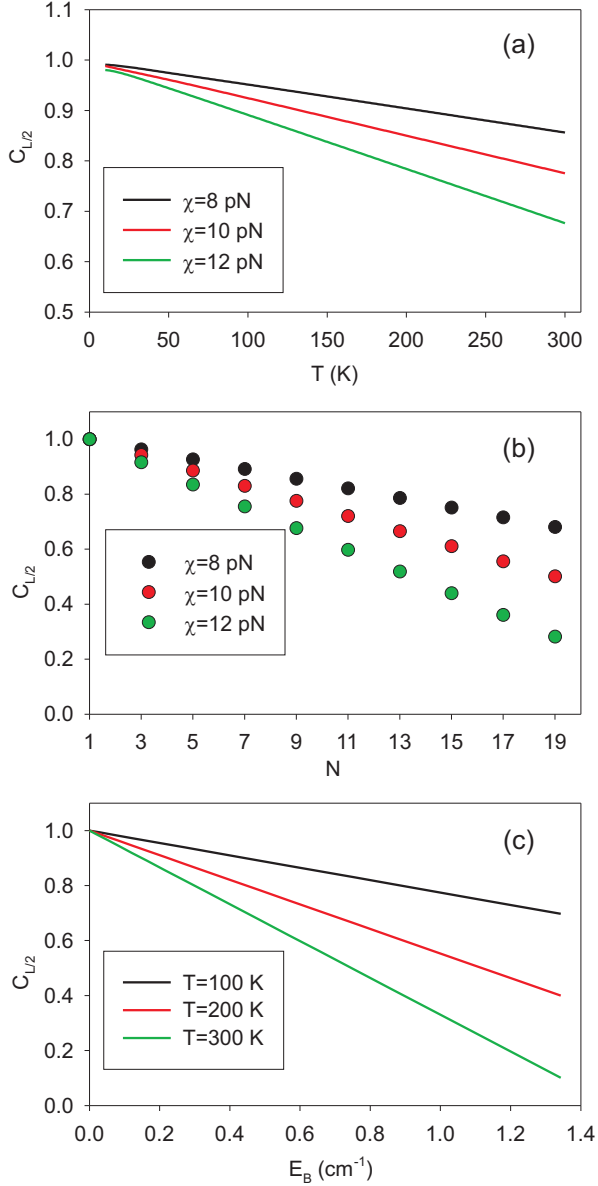 1.1
(a)
1.0
0.9
C_{L/2}
0.8
χ=8 pN
0.7
χ=10 pN
χ=12 pN
0.6
0.5
0 50 100 150 200 250 300
T (K)
(b)
1.0
0.8
0.6
C_{L/2}
χ=8 pN
0.4
χ=10 pN
χ=12 pN
0.2
0.0
1 3 5 7 9 11 13 15 17 19
N
(c)
1.0
0.8
0.6
C_{L/2}
T=100 K
0.4
T=200 K
T=300 K
0.2
0.0
0.0 0.2 0.4 0.6 0.8 1.0 1.2 1.4
E_B (cm⁻¹)